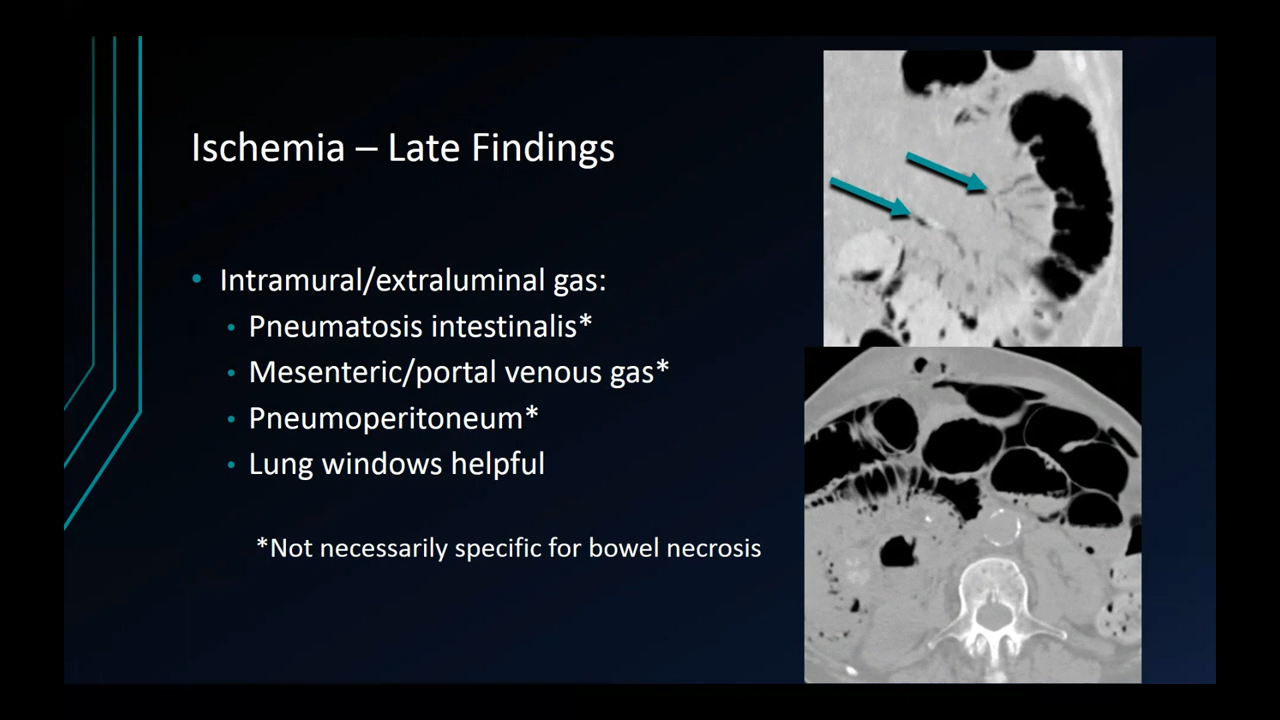 Ischemia – Late Findings
• Intramural/extraluminal gas:
• Pneumatosis intestinalis*
• Mesenteric/portal venous gas*
• Pneumoperitoneum*
• Lung windows helpful
*Not necessarily specific for bowel necrosis